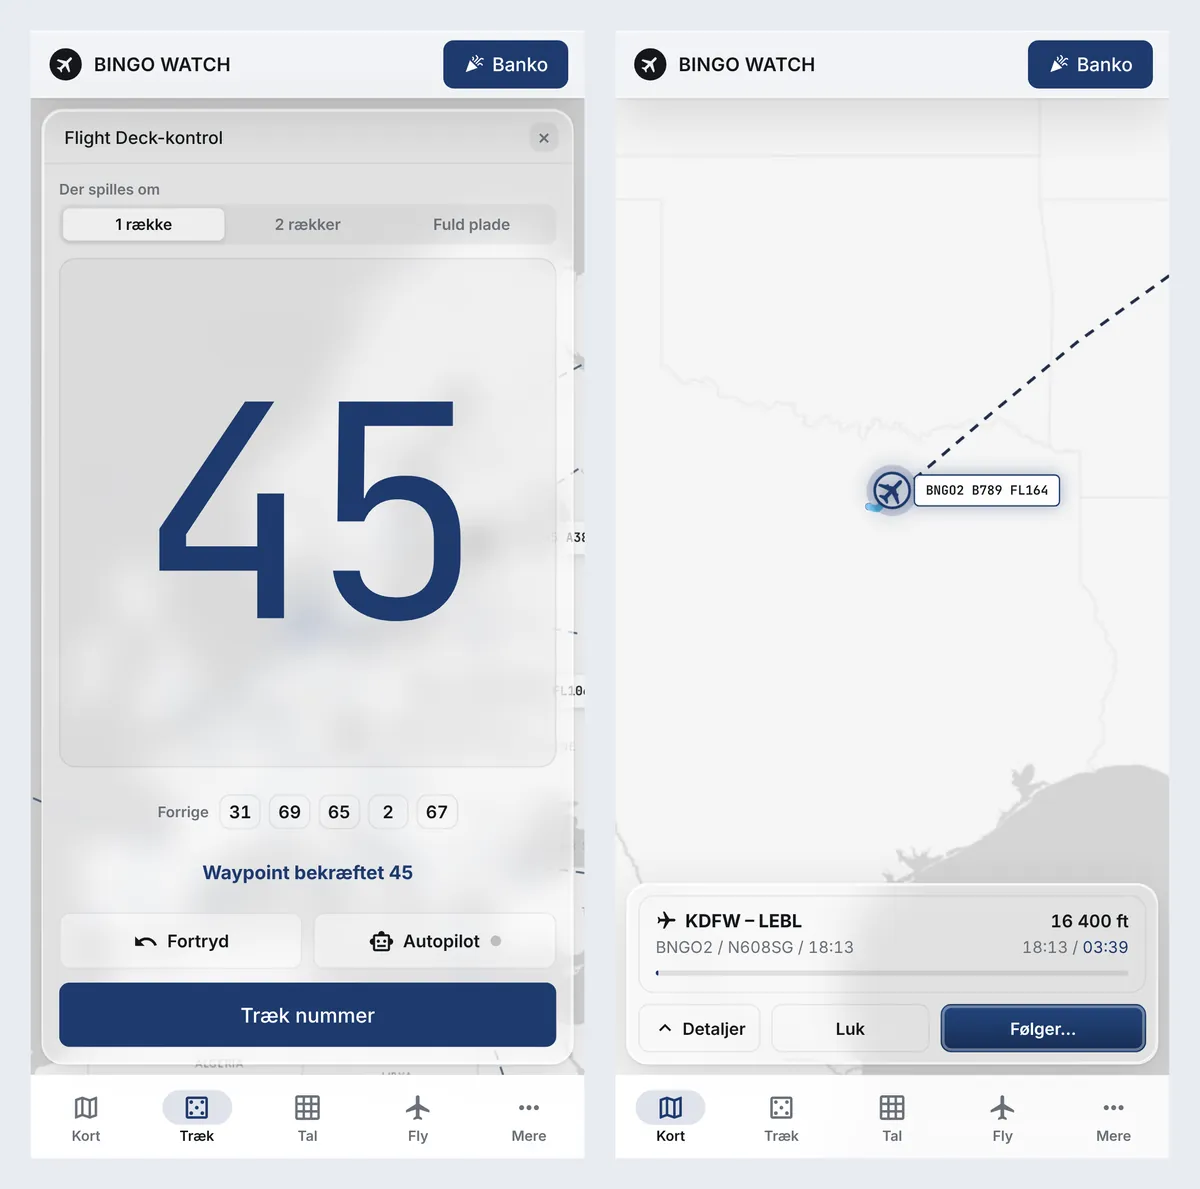 BINGO WATCH
Banko
Flight Deck-kontrol
Der spilles om
1 række
2 rækker
Fuld plade
45
Forrige 31 69 65 2 67
Waypoint bekræftet 45
Fortryd
Autopilot
Træk nummer
ALGERIA
Kort
Træk
Tal
Fly
Mere
BINGO WATCH
Banko
BNGO2 B789 FL164
KDFW – LEBL
16 400 ft
BNGO2 / N608SG / 18:13
18:13 / 03:39
Detaljer
Luk
Følger...
Kort
Træk
Tal
Fly
Mere